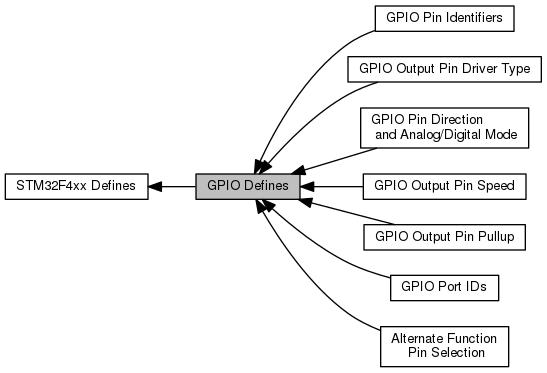 GPIO Pin Identifiers
GPIO Output Pin Driver Type
GPIO Pin Direction
and Analog/Digital Mode
STM32F4xx Defines
GPIO Defines
GPIO Output Pin Speed
GPIO Output Pin Pullup
GPIO Port IDs
Alternate Function
Pin Selection